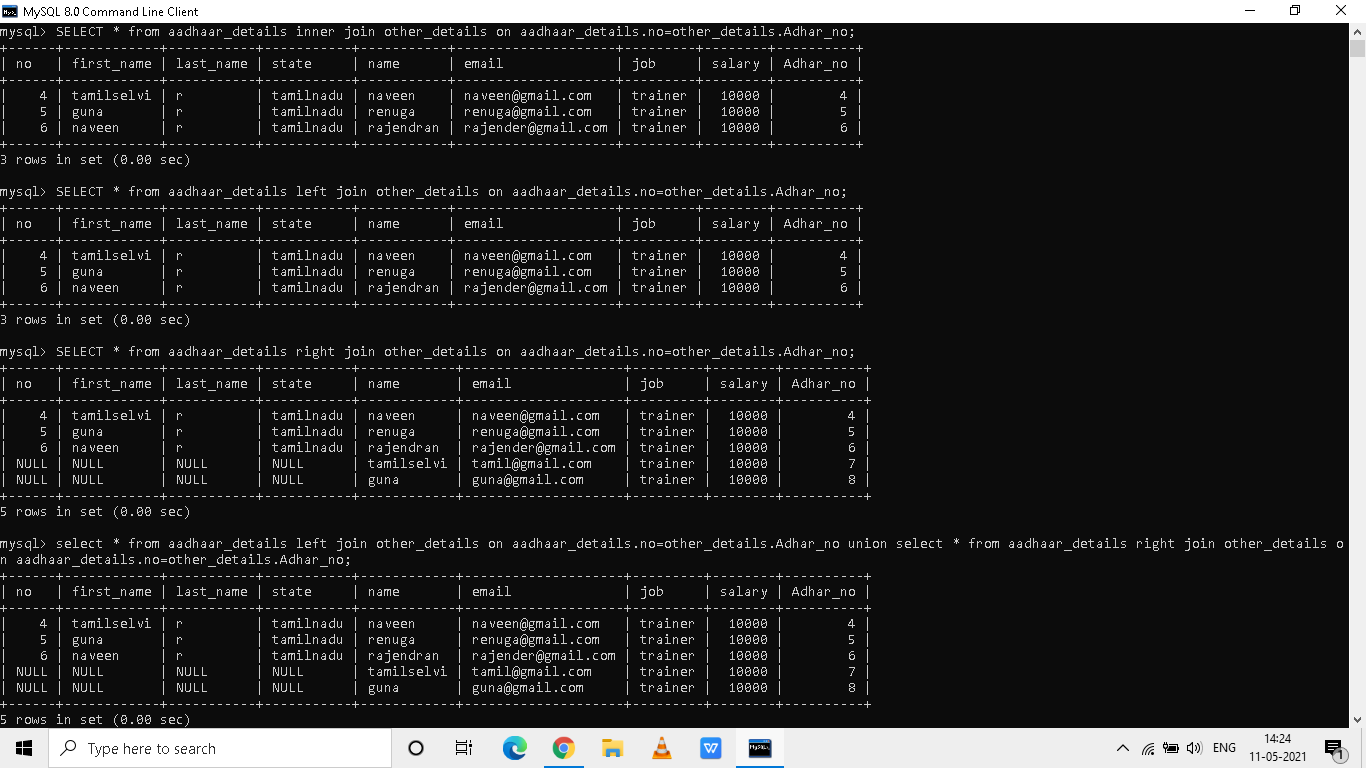 MySQL 8.0 Command Line Client
mysql> SELECT * from aadhaar_details inner join other_details on aadhaar_details.no=other_details.Adhar_no;
+------+------------+-----------+-----------+-----------+--------------------+---------+--------+----------+
| no   | first_name | last_name | state     | name      | email              | job     | salary | Adhar_no |
+------+------------+-----------+-----------+-----------+--------------------+---------+--------+----------+
|    4 | tamilselvi | r         | tamilnadu | naveen    | naveen@gmail.com   | trainer |  10000 |        4 |
|    5 | guna       | r         | tamilnadu | renuga    | renuga@gmail.com   | trainer |  10000 |        5 |
|    6 | naveen     | r         | tamilnadu | rajendran | rajender@gmail.com | trainer |  10000 |        6 |
+------+------------+-----------+-----------+-----------+--------------------+---------+--------+----------+
3 rows in set (0.00 sec)
mysql> SELECT * from aadhaar_details left join other_details on aadhaar_details.no=other_details.Adhar_no;
+------+------------+-----------+-----------+-----------+--------------------+---------+--------+----------+
| no   | first_name | last_name | state     | name      | email              | job     | salary | Adhar_no |
+------+------------+-----------+-----------+-----------+--------------------+---------+--------+----------+
|    4 | tamilselvi | r         | tamilnadu | naveen    | naveen@gmail.com   | trainer |  10000 |        4 |
|    5 | guna       | r         | tamilnadu | renuga    | renuga@gmail.com   | trainer |  10000 |        5 |
|    6 | naveen     | r         | tamilnadu | rajendran | rajender@gmail.com | trainer |  10000 |        6 |
+------+------------+-----------+-----------+-----------+--------------------+---------+--------+----------+
3 rows in set (0.00 sec)
mysql> SELECT * from aadhaar_details right join other_details on aadhaar_details.no=other_details.Adhar_no;
+------+------------+-----------+-----------+------------+--------------------+---------+--------+----------+
| no   | first_name | last_name | state     | name       | email              | job     | salary | Adhar_no |
+------+------------+-----------+-----------+------------+--------------------+---------+--------+----------+
|    4 | tamilselvi | r         | tamilnadu | naveen     | naveen@gmail.com   | trainer |  10000 |        4 |
|    5 | guna       | r         | tamilnadu | renuga     | renuga@gmail.com   | trainer |  10000 |        5 |
|    6 | naveen     | r         | tamilnadu | rajendran  | rajender@gmail.com | trainer |  10000 |        6 |
| NULL | NULL       | NULL      | NULL      | tamilselvi | tamil@gmail.com    | trainer |  10000 |        7 |
| NULL | NULL       | NULL      | NULL      | guna       | guna@gmail.com     | trainer |  10000 |        8 |
+------+------------+-----------+-----------+------------+--------------------+---------+--------+----------+
5 rows in set (0.00 sec)
mysql> select * from aadhaar_details left join other_details on aadhaar_details.no=other_details.Adhar_no union select * from aadhaar_details right join other_details o
n aadhaar_details.no=other_details.Adhar_no;
+------+------------+-----------+-----------+------------+--------------------+---------+--------+----------+
| no   | first_name | last_name | state     | name       | email              | job     | salary | Adhar_no |
+------+------------+-----------+-----------+------------+--------------------+---------+--------+----------+
|    4 | tamilselvi | r         | tamilnadu | naveen     | naveen@gmail.com   | trainer |  10000 |        4 |
|    5 | guna       | r         | tamilnadu | renuga     | renuga@gmail.com   | trainer |  10000 |        5 |
|    6 | naveen     | r         | tamilnadu | rajendran  | rajender@gmail.com | trainer |  10000 |        6 |
| NULL | NULL       | NULL      | NULL      | tamilselvi | tamil@gmail.com    | trainer |  10000 |        7 |
| NULL | NULL       | NULL      | NULL      | guna       | guna@gmail.com     | trainer |  10000 |        8 |
+------+------------+-----------+-----------+------------+--------------------+---------+--------+----------+
5 rows in set (0.00 sec)
Type here to search
W
MySQL
ENG
14:24
11-05-2021
1